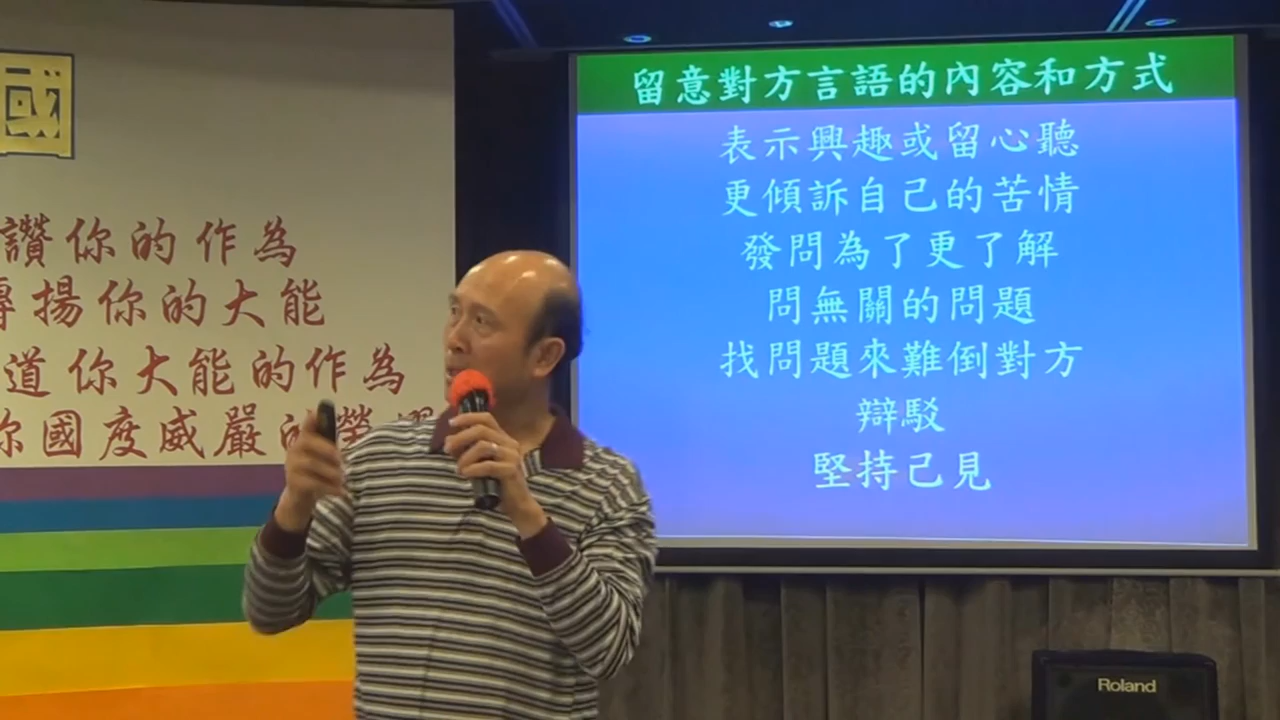 國
讚你的作為
傳揚你的大能
道你大能的作為
你國度威嚴的榮耀
留意對方言語的內容和方式
表示興趣或留心聽
更傾訴自己的苦情
發問為了更了解
問無關的問題
找問題來難倒對方
辯駁
堅持己見
Roland